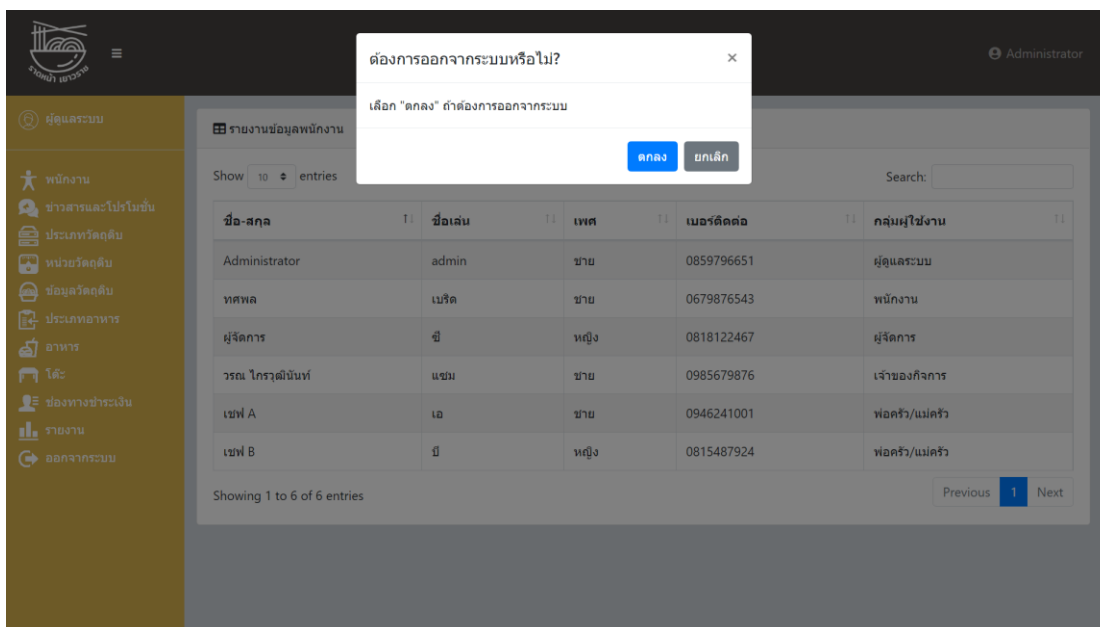 ราดหน้า เยาวราช
Administrator
ต้องการออกจากระบบหรือไม่?
×
เลือก "ตกลง" ถ้าต้องการออกจากระบบ
ตกลง ยกเลิก
ผู้ดูแลระบบ
พนักงาน
ข่าวสารและโปรโมชั่น
ประเภทวัตถุดิบ
หน่วยวัตถุดิบ
ข้อมูลวัตถุดิบ
ประเภทอาหาร
อาหาร
โต๊ะ
ช่องทางชำระเงิน
รายงาน
ออกจากระบบ
รายงานข้อมูลพนักงาน
Show 10 entries Search:
ชื่อ-สกุล ชื่อเล่น เพศ เบอร์ติดต่อ กลุ่มผู้ใช้งาน
Administrator admin ชาย 0859796651 ผู้ดูแลระบบ
ทศพล เบริด ชาย 0679876543 พนักงาน
ผู้จัดการ ซี หญิง 0818122467 ผู้จัดการ
วรณ ไกรวุฒินันท์ แชม ชาย 0985679876 เจ้าของกิจการ
เชฟ A เอ ชาย 0946241001 พ่อครัว/แม่ครัว
เชฟ B บี หญิง 0815487924 พ่อครัว/แม่ครัว
Showing 1 to 6 of 6 entries Previous 1 Next